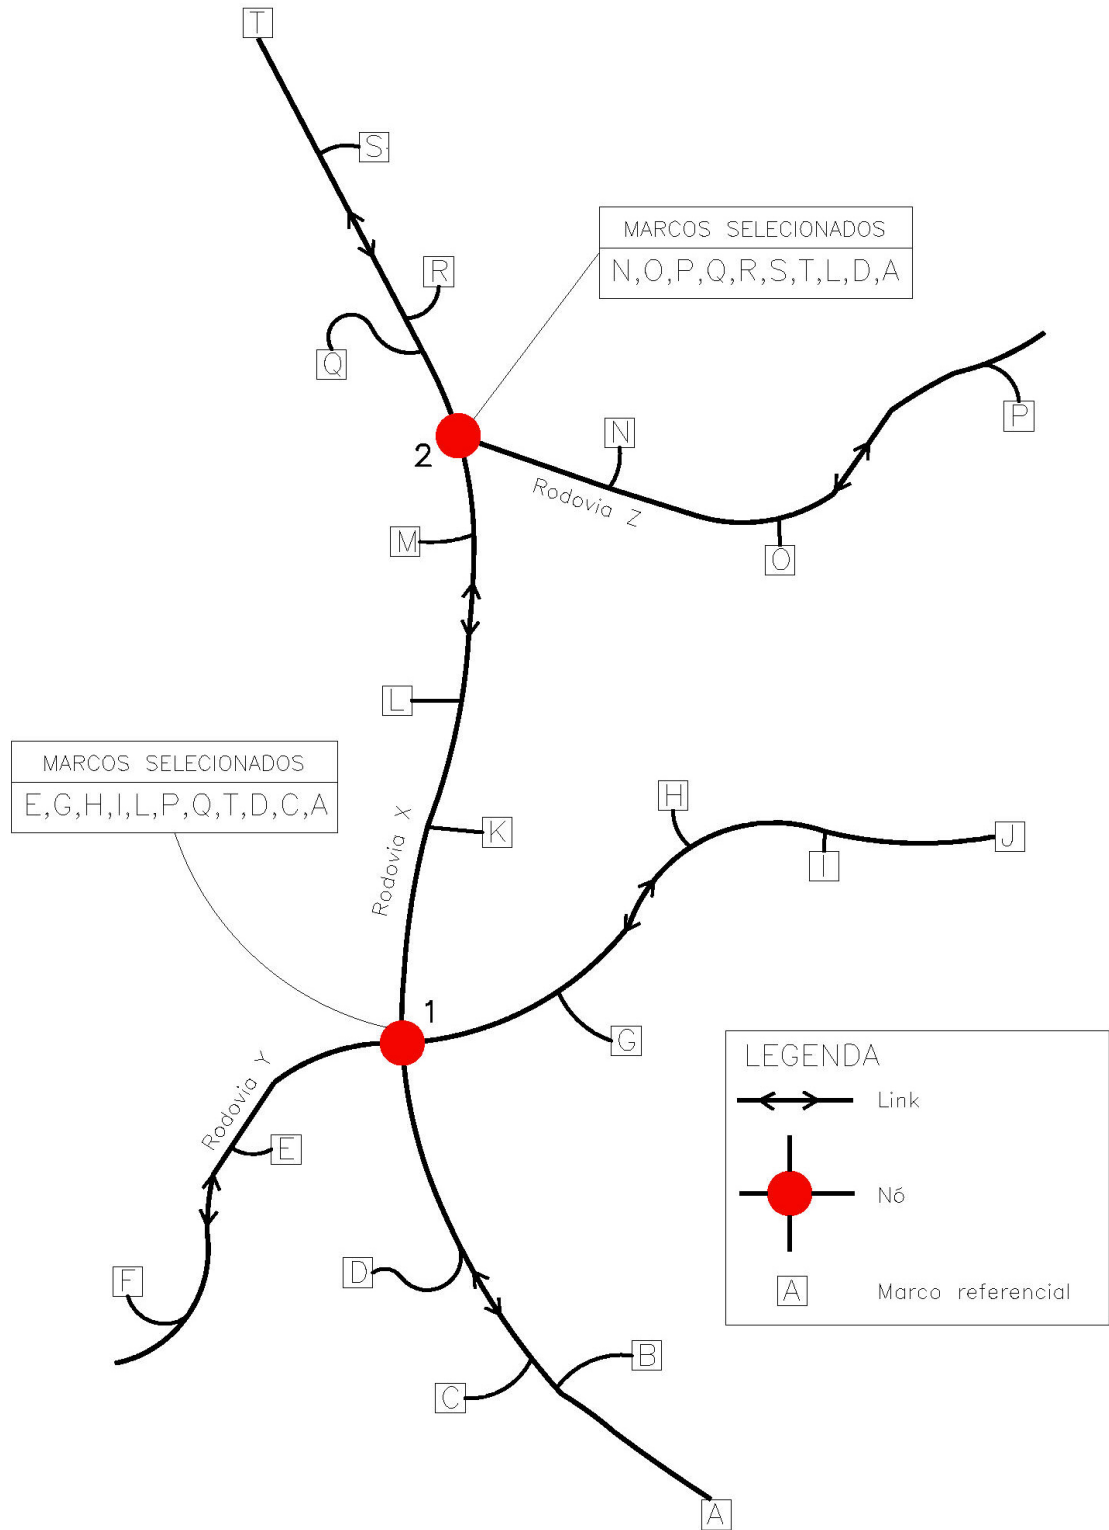 T
S
MARCOS SELECIONADOS
N,O,P,Q,R,S,T,L,D,A
R
Q
P
N
2
Rodovia Z
M
O
L
MARCOS SELECIONADOS
E,G,H,I,L,P,Q,T,D,C,A
H
Rodovia X
K
J
I
1
G
Rodovia Y
E
LEGENDA
Link
Nó
A Marco referencial
D
F
B
C
A